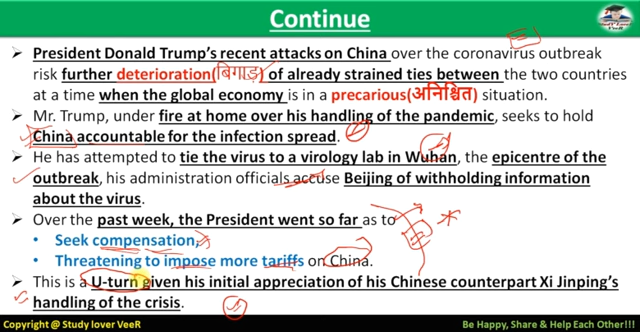 Continue
STUDY VEER
➢ President Donald Trump's recent attacks on China over the coronavirus outbreak
risk further deterioration(बिगाड़) of already strained ties between the two countries
at a time when the global economy is in a precarious(अनिश्चित) situation.
➢ Mr. Trump, under fire at home over his handling of the pandemic, seeks to hold
China accountable for the infection spread.
➢ He has attempted to tie the virus to a virology lab in Wuhan, the epicentre of the
outbreak, his administration officials accuse Beijing of withholding information
about the virus.
➢ Over the past week, the President went so far as to
• Seek compensation,
• Threatening to impose more tariffs on China.
➢ This is a U-turn given his initial appreciation of his Chinese counterpart Xi Jinping's
handling of the crisis.
Copyright @ Study lover VeeR
Be Happy, Share & Help Each Other!!!